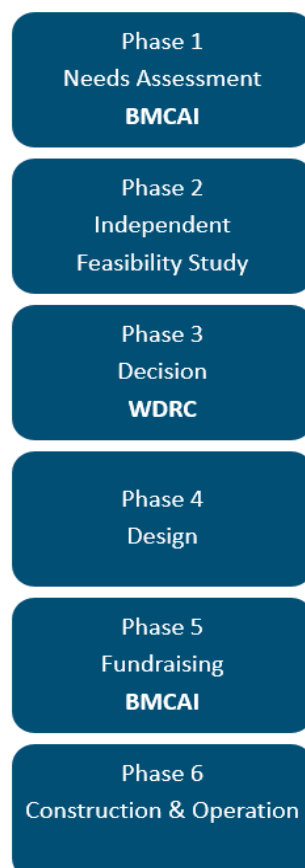 Phase 1
Needs Assessment
BMCAI
Phase 2
Independent
Feasibility Study
Phase 3
Decision
WDRC
Phase 4
Design
Phase 5
Fundraising
BMCAI
Phase 6
Construction & Operation